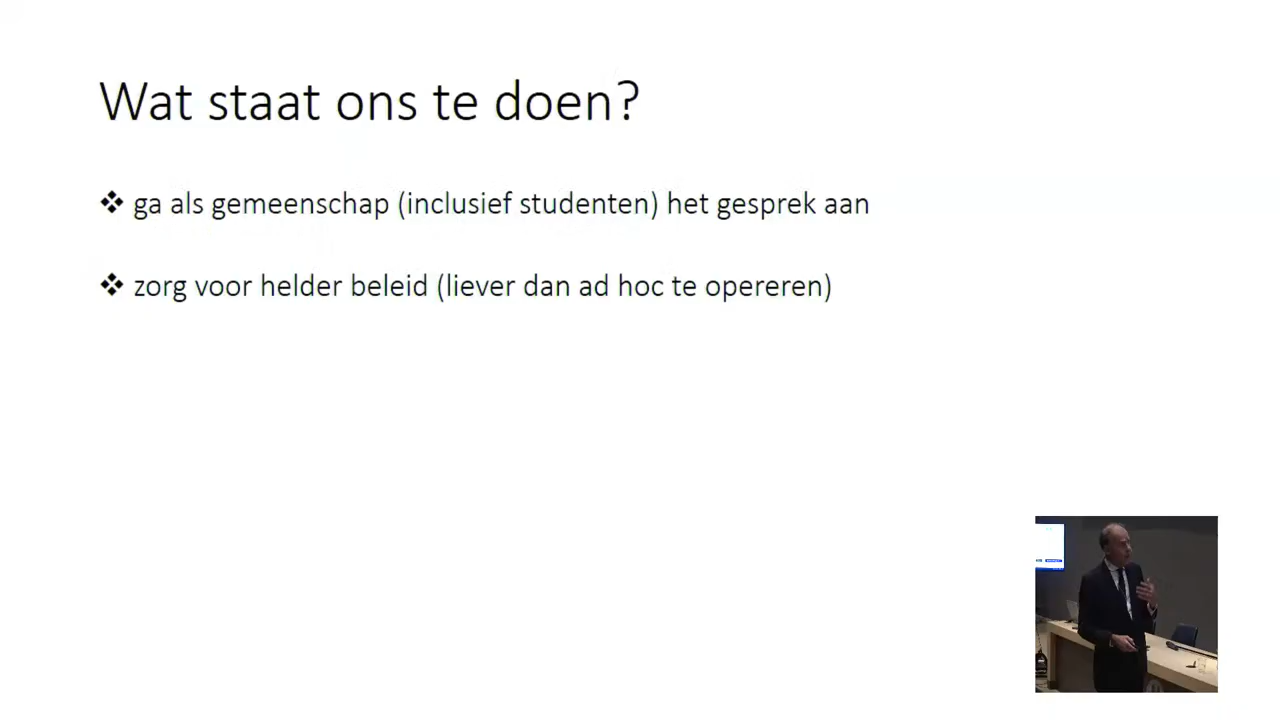 Wat staat ons te doen?
❖ ga als gemeenschap (inclusief studenten) het gesprek aan
❖ zorg voor helder beleid (liever dan ad hoc te opereren)